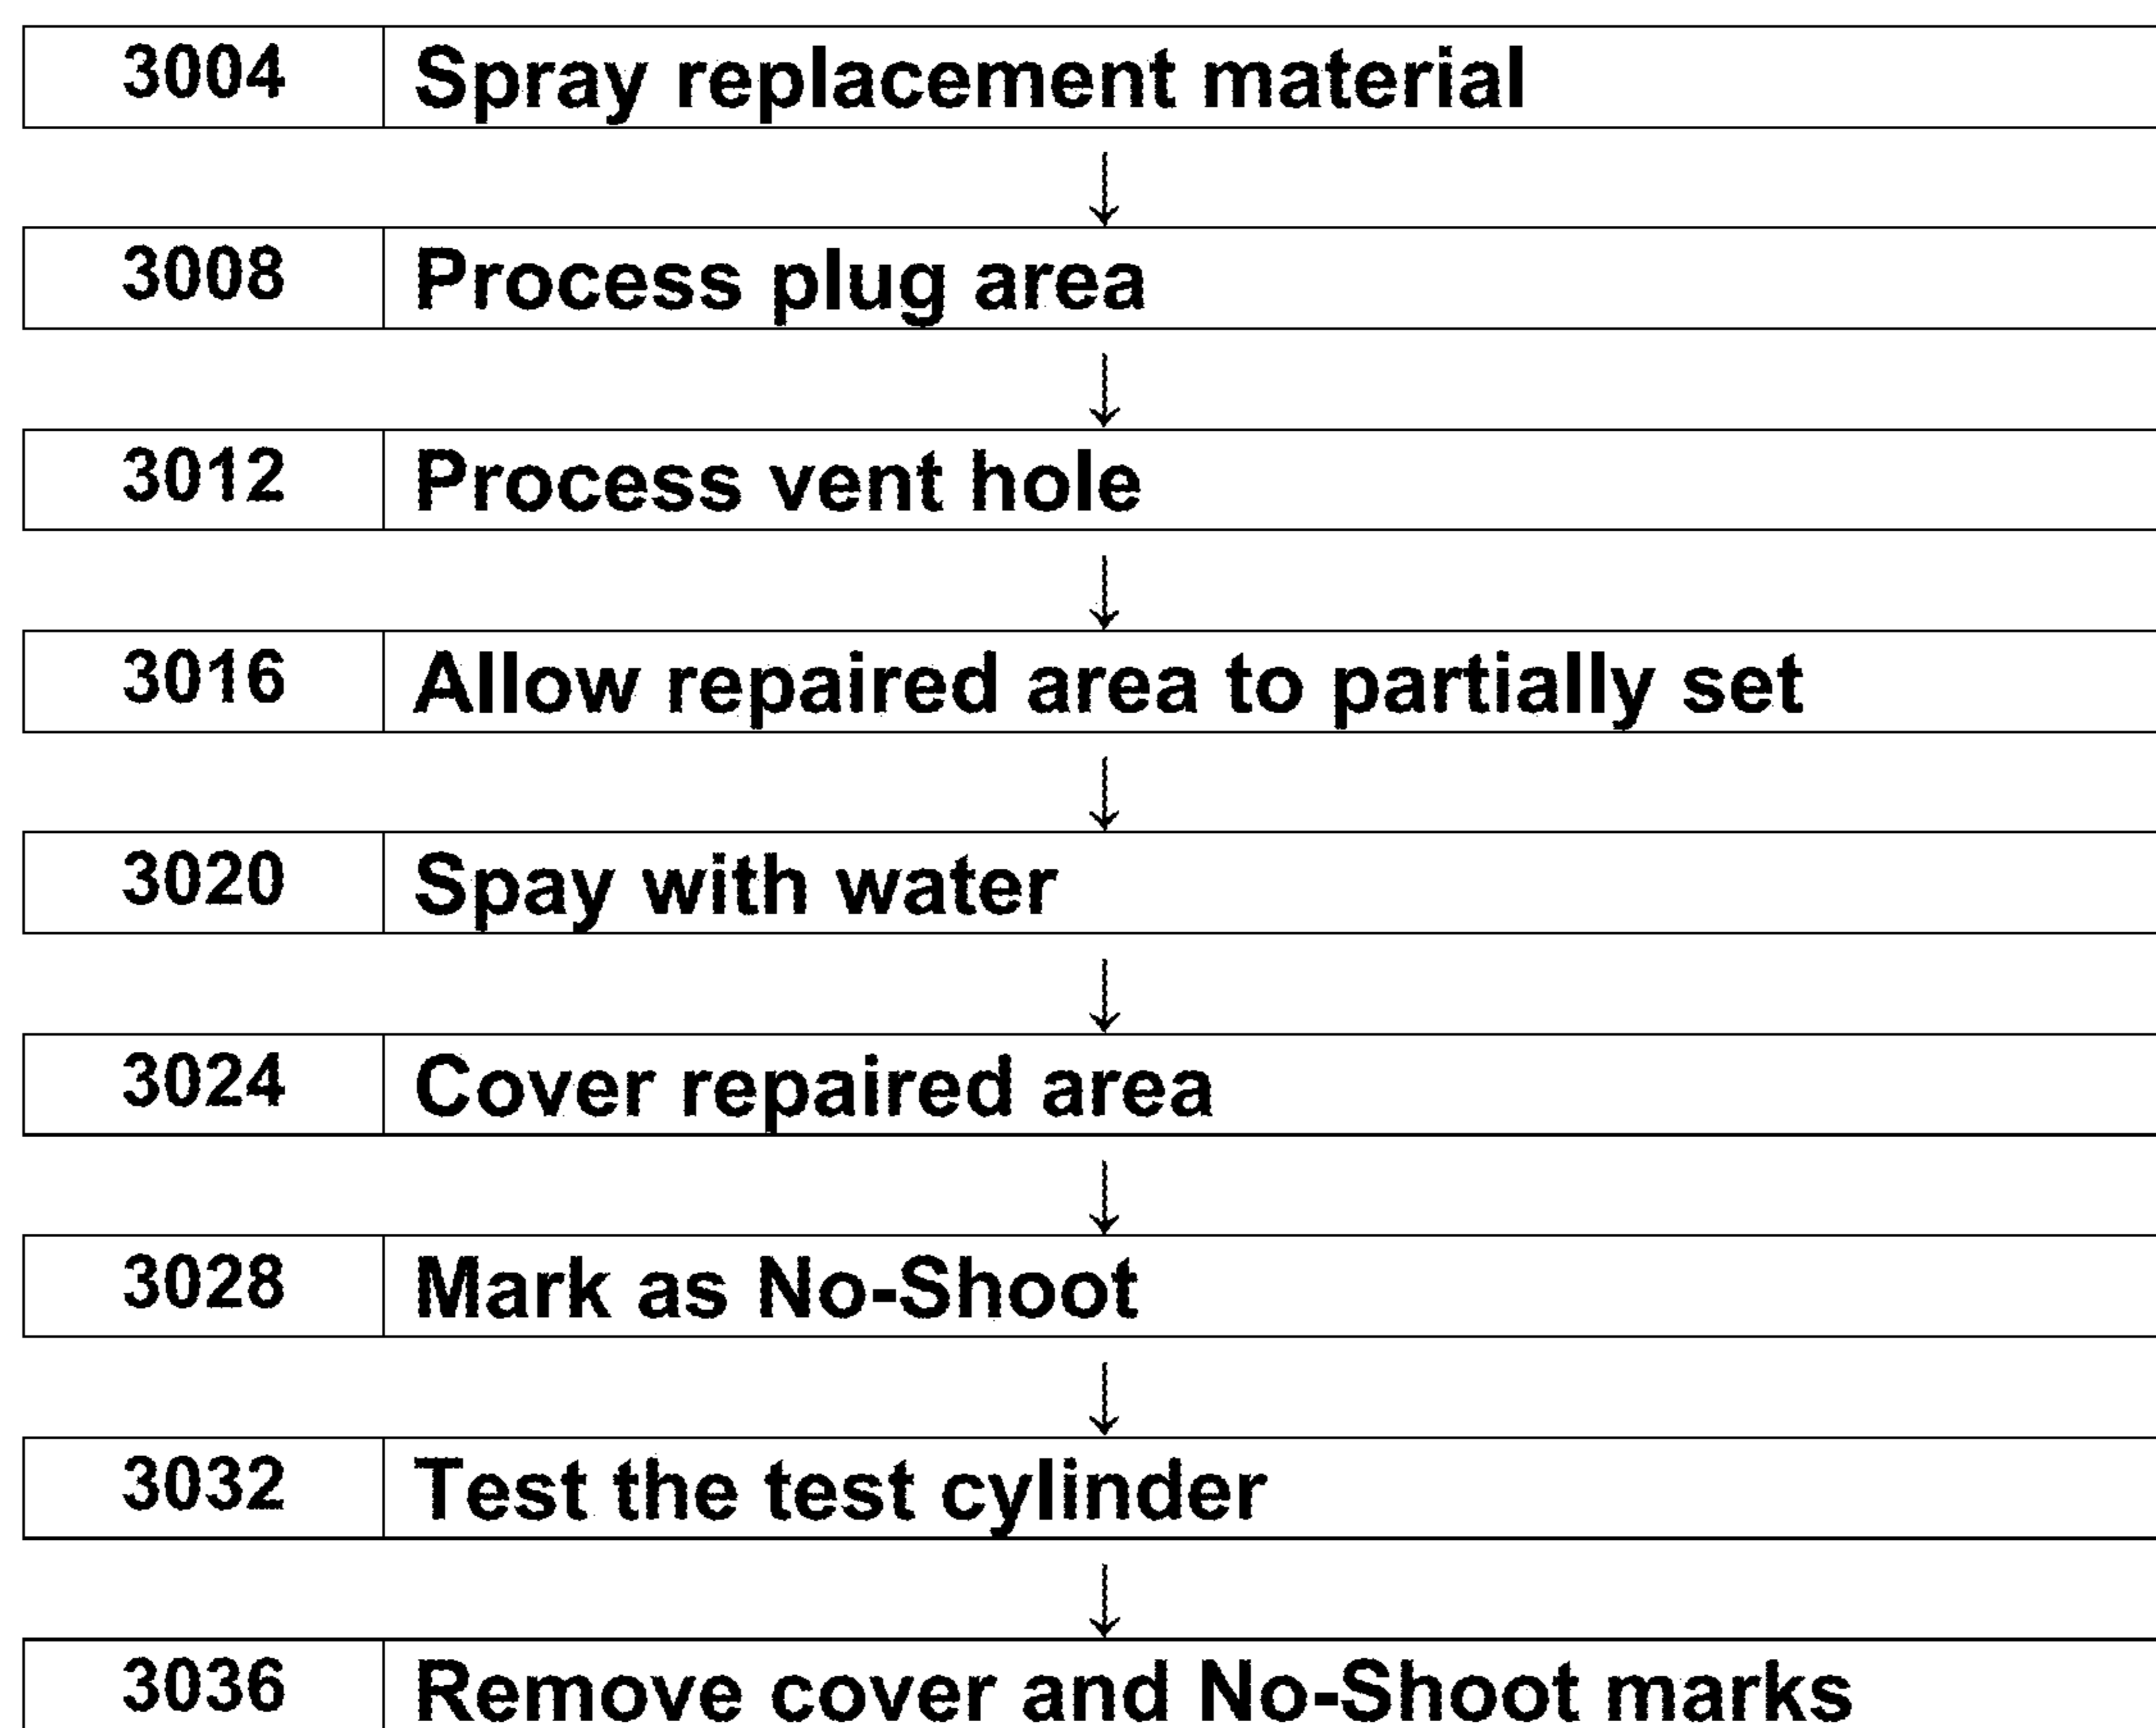 3004 Spray replacement material
3008 Process plug area
3012 Process vent hole
3016 Allow repaired area to partially set
3020 Spay with water
3024 Cover repaired area
3028 Mark as No-Shoot
3032 Test the test cylinder
3036 Remove cover and No-Shoot marks